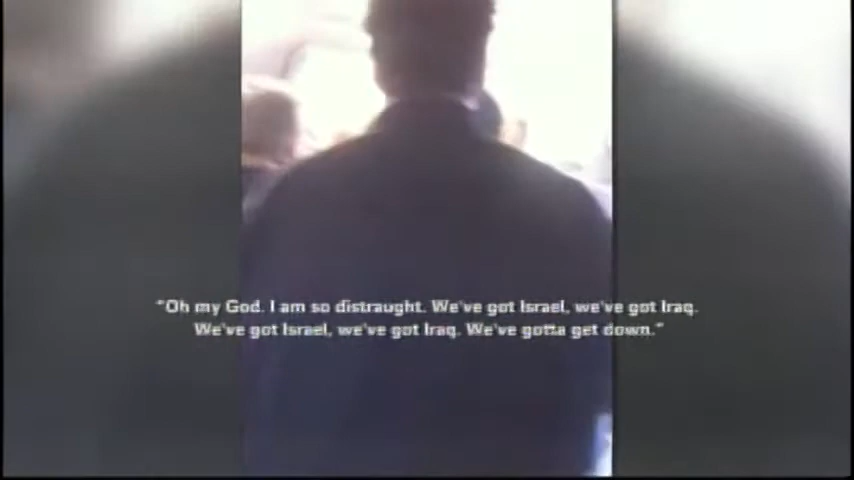 "Oh my God. I am so distraught. We've got Israel, we've got Iraq.
We've got Israel, we've got Iraq. We've gotta get down."